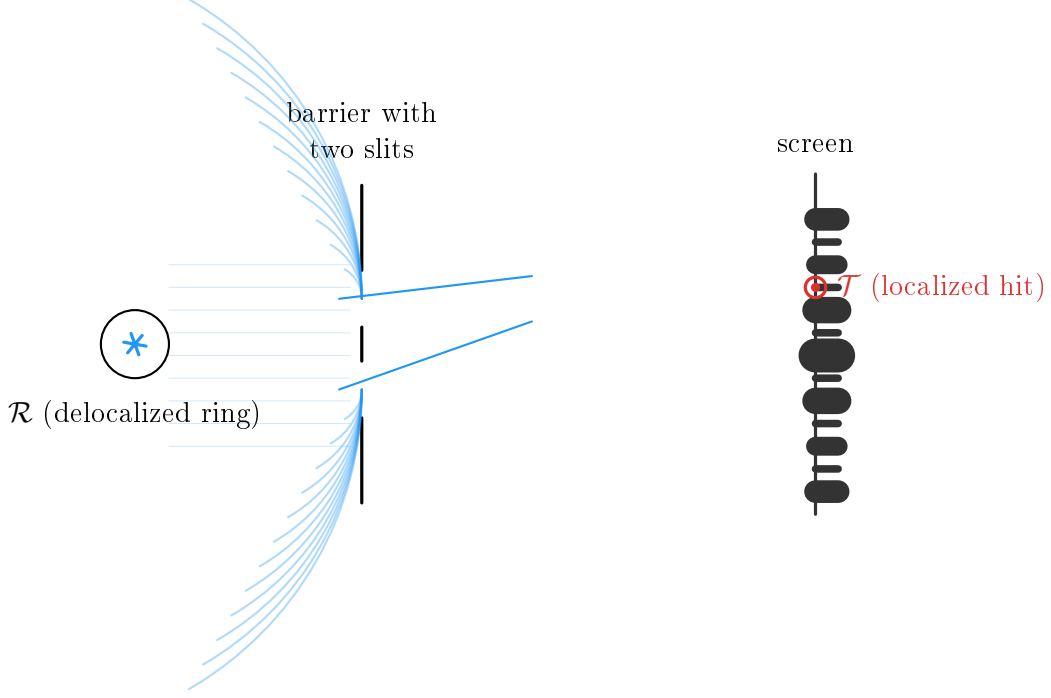 barrier with
two slits
screen
𝒯 (localized hit)
ℛ (delocalized ring)